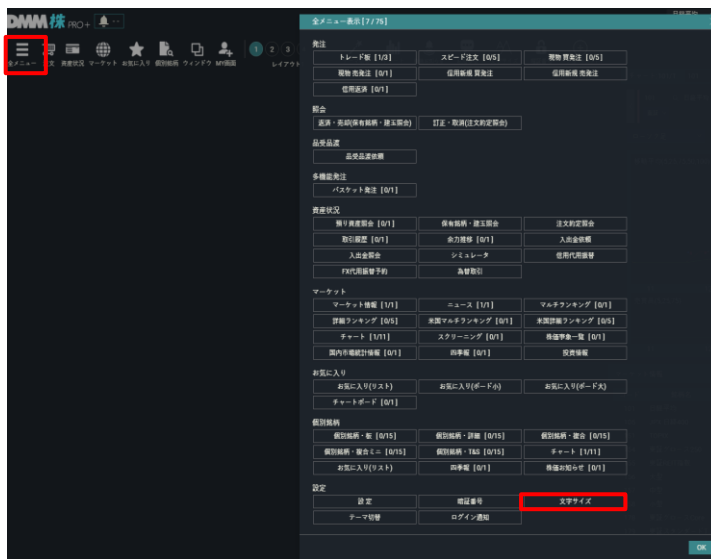 DMM 株 PRO+
全メニュー 資産状況 マーケット お気に入り 個別銘柄 ウィンドウ MY画面 1 2 3 レイアウト
全メニュー表示 [7/75]
発注
トレード板 [1/3] スピード注文 [0/5] 現物 買発注 [0/5]
現物 売発注 [0/1] 信用新規 買発注 信用新規 売発注
信用返済 [0/1]
照会
返済・売却(保有銘柄・建玉照会) 訂正・取消(注文約定照会)
品受品渡
品受品渡依頼
多機能発注
バスケット発注 [0/1]
資産状況
預り資産照会 [0/1] 保有銘柄・建玉照会 注文約定照会
取引履歴 [0/1] 余力推移 [0/1] 入出金依頼
入出金照会 シミュレータ 信用代用振替
FX代用振替予約 為替取引
マーケット
マーケット情報 [1/1] ニュース [1/1] マルチランキング [0/1]
詳細ランキング [0/5] 米国マルチランキング [0/1] 米国詳細ランキング [0/5]
チャート [1/11] スクリーニング [0/1] 株価事象一覧 [0/1]
国内市場統計情報 [0/1] 四季報 [0/1] 投資情報
お気に入り
お気に入り(リスト) お気に入り(ボード小) お気に入り(ボード大)
チャートボード [0/1]
個別銘柄
個別銘柄・板 [0/15] 個別銘柄・詳細 [0/15] 個別銘柄・複合 [0/15]
個別銘柄・複合ミニ [0/15] 個別銘柄・T&S [0/15] チャート [1/11]
お気に入り(リスト) 四季報 [0/1] 株価お知らせ [0/1]
設定
設定 暗証番号 文字サイズ
テーマ切替 ログイン通知
OK